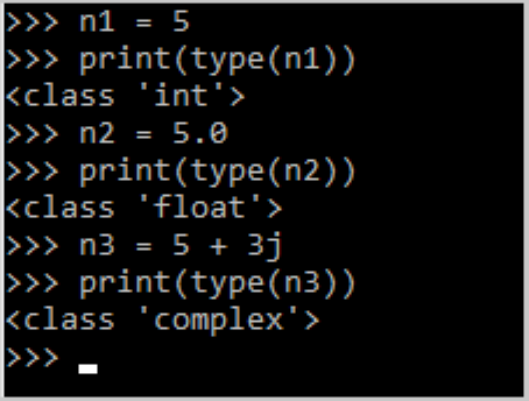 >>> n1 = 5
>>> print(type(n1))
<class 'int'>
>>> n2 = 5.0
>>> print(type(n2))
<class 'float'>
>>> n3 = 5 + 3j
>>> print(type(n3))
<class 'complex'>
>>>